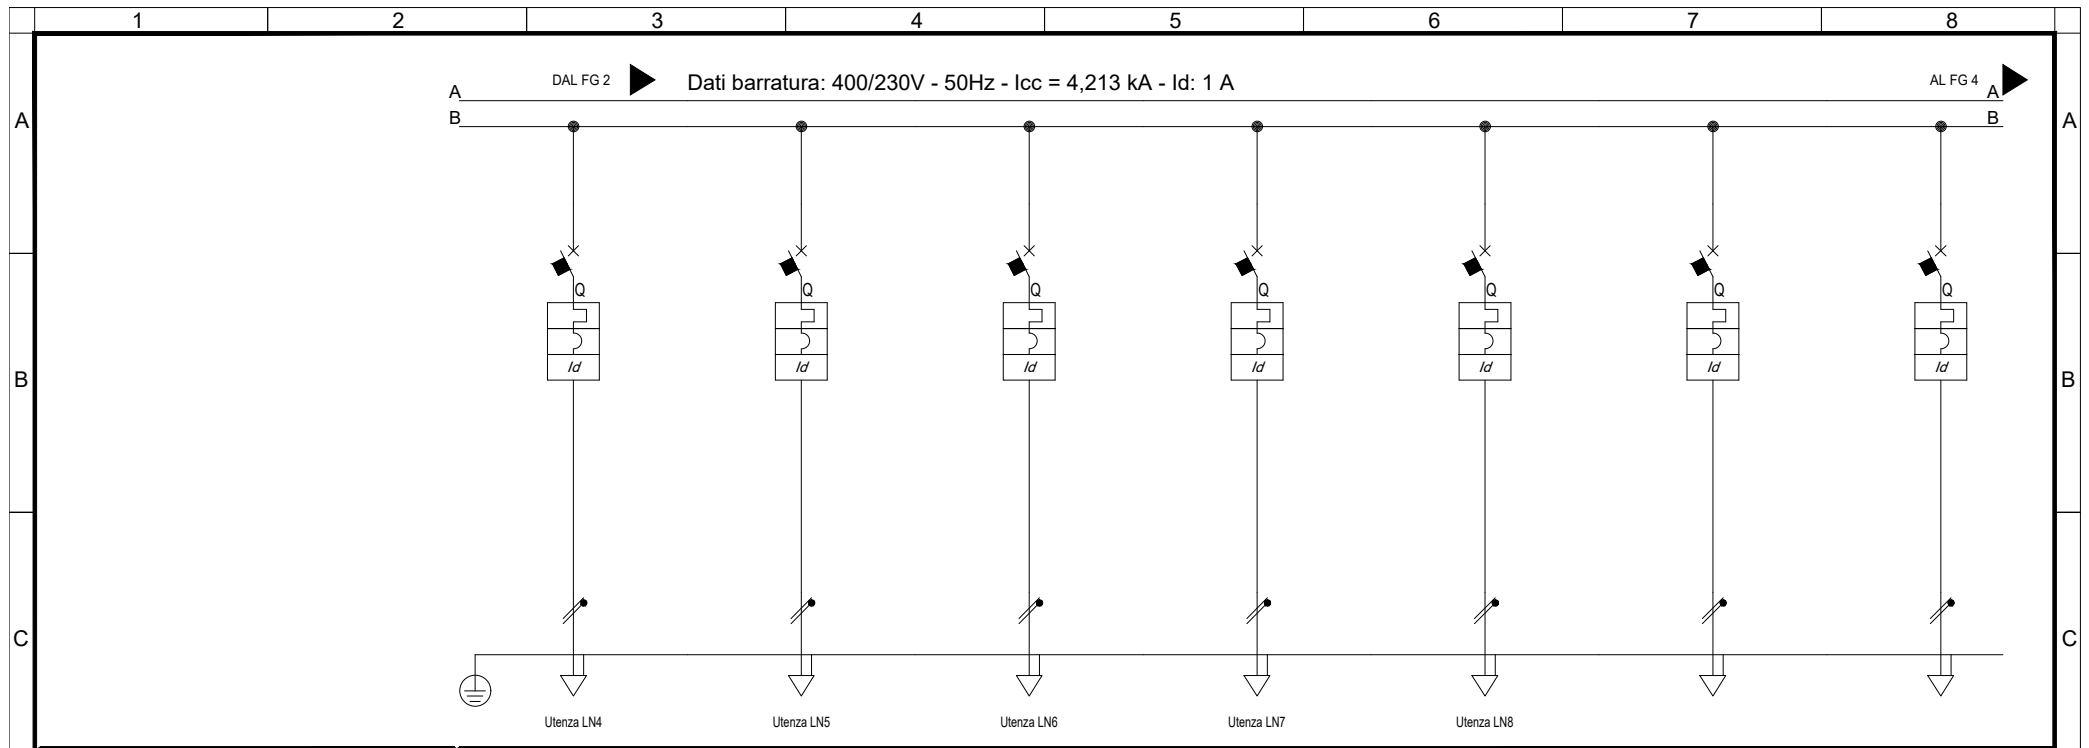 1 2 3 4 5 6 7 8
DAL FG 2 Dati barratura: 400/230V - 50Hz - Icc = 4,213 kA - Id: 1 A AL FG 4
A A
B B
A A
Q Q Q Q Q Q Q
Id Id Id Id Id Id Id
B B
C C
Utenza LN4 Utenza LN5 Utenza LN6 Utenza LN7 Utenza LN8